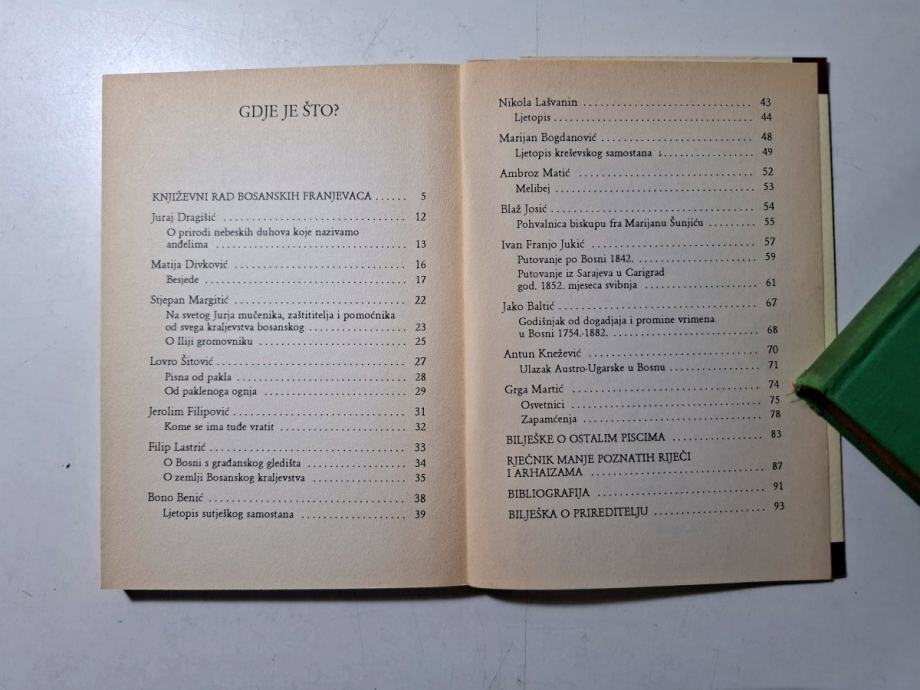 GDJE JE ŠTO?
KNJIŽEVNI RAD BOSANSKIH FRANJEVACA ...... 5
Juraj Dragišić .............................. 12
O prirodi nebeskih duhova koje nazivamo
anđelima .............................. 13
Matija Divković .............................. 16
Besjede .............................. 17
Stjepan Margitić .............................. 22
Na svetog Jurja mučenika, zaštititelja i pomoćnika
od svega kraljevstva bosanskog .............. 23
O Iliji gromovniku .............................. 25
Lovro Šitović .............................. 27
Pisna od pakla .............................. 28
Od paklenoga ognja .............................. 29
Jerolim Filipović .............................. 31
Kome se ima tuđe vratit .............................. 32
Filip Lastrić .............................. 33
O Bosni s građanskog gledišta .............. 34
O zemlji Bosanskog kraljevstva .............. 35
Bono Benić .............................. 38
Ljetopis sutješkog samostana .............. 39
Nikola Lašvanin .............................. 43
Ljetopis .............................. 44
Marijan Bogdanović .............................. 48
Ljetopis kreševskog samostana .............. 49
Ambroz Matić .............................. 52
Melibej .............................. 53
Blaž Josić .............................. 54
Pohvalnica biskupu fra Marijanu Šunjiću ....... 55
Ivan Franjo Jukić .............................. 57
Putovanje po Bosni 1842. .............................. 59
Putovanje iz Sarajeva u Carigrad
god. 1852. mjeseca svibnja .............. 61
Jako Baltić .............................. 67
Godišnjak od dogadjaja i promine vrimena
u Bosni 1754.-1882. .............................. 68
Antun Knežević .............................. 70
Ulazak Austro-Ugarske u Bosnu .............. 71
Grga Martić .............................. 74
Osvetnici .............................. 75
Zapamćenja .............................. 78
BILJEŠKE O OSTALIM PISCIMA .............. 83
RJEČNIK MANJE POZNATIH RIJEČI
I ARHAIZAMA .............................. 87
BIBLIOGRAFIJA .............................. 91
BILJEŠKA O PRIREDITELJU .............. 93